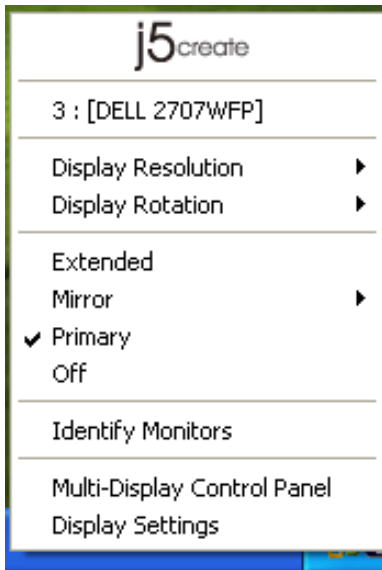 j5create
3 : [DELL 2707WFP]
Display Resolution
Display Rotation
Extended
Mirror
Primary
Off
Identify Monitors
Multi-Display Control Panel
Display Settings